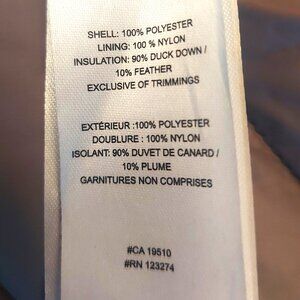 SHELL: 100% POLYESTER
LINING: 100 % NYLON
INSULATION: 90% DUCK DOWN /
10% FEATHER
EXCLUSIVE OF TRIMMINGS
EXTÉRIEUR :100% POLYESTER
DOUBLURE : 100% NYLON
ISOLANT: 90% DUVET DE CANARD /
10% PLUME
GARNITURES NON COMPRISES
#CA 19510
#RN 123274